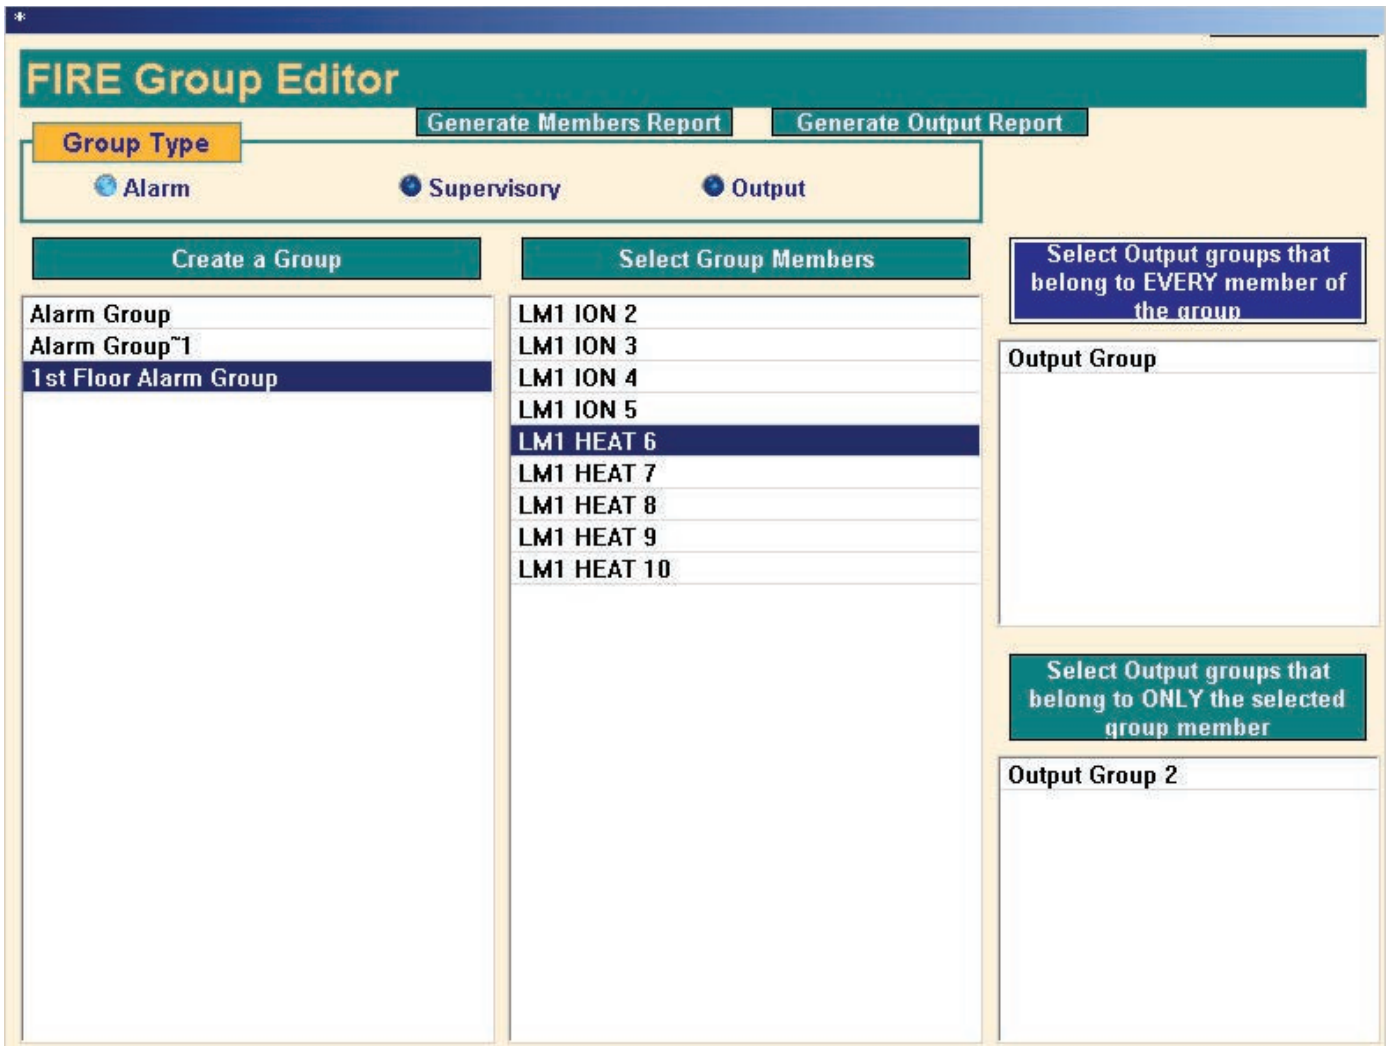 *
FIRE Group Editor
Generate Members Report
Generate Output Report
Group Type
Alarm
Supervisory
Output
Create a Group
Alarm Group
Alarm Group~1
1st Floor Alarm Group
Select Group Members
LM1 ION 2
LM1 ION 3
LM1 ION 4
LM1 ION 5
LM1 HEAT 6
LM1 HEAT 7
LM1 HEAT 8
LM1 HEAT 9
LM1 HEAT 10
Select Output groups that
belong to EVERY member of
the group
Output Group
Select Output groups that
belong to ONLY the selected
group member
Output Group 2